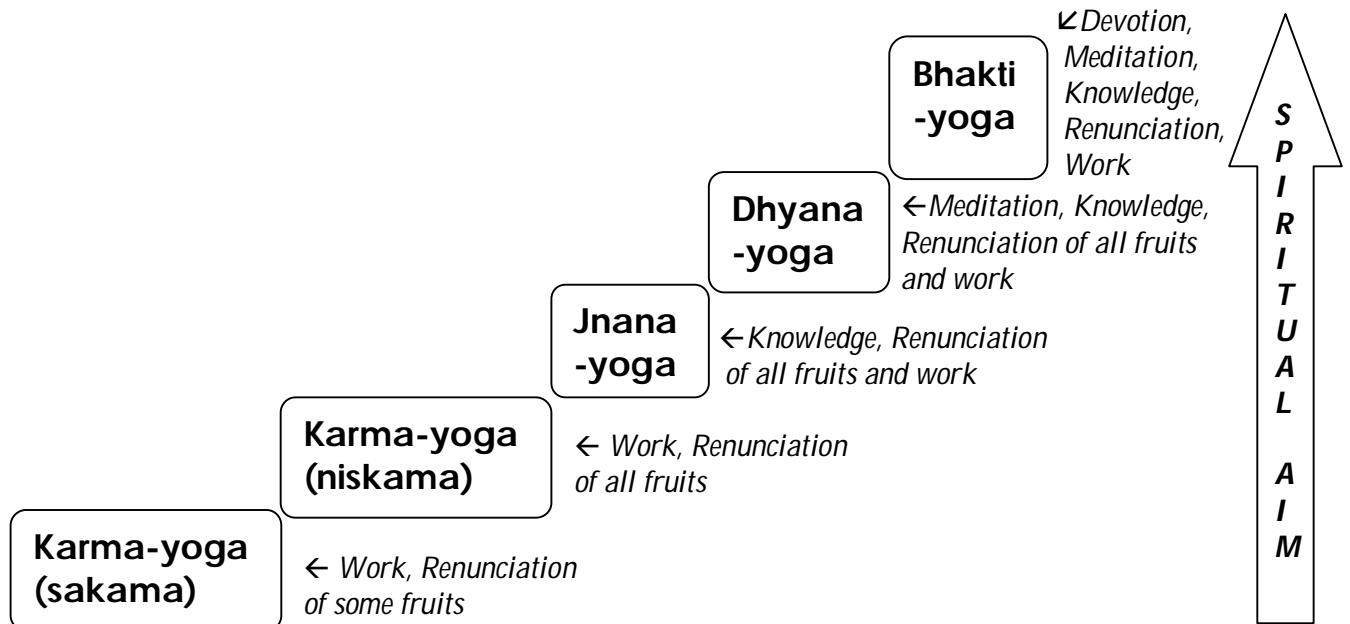 ↙Devotion,
Meditation,
Knowledge,
Renunciation,
Work
Bhakti
-yoga
Dhyana
-yoga
←Meditation, Knowledge,
Renunciation of all fruits
and work
Jnana
-yoga
←Knowledge, Renunciation
of all fruits and work
Karma-yoga
(niskama)
← Work, Renunciation
of all fruits
Karma-yoga
(sakama)
← Work, Renunciation
of some fruits
SPIRITUAL AIM